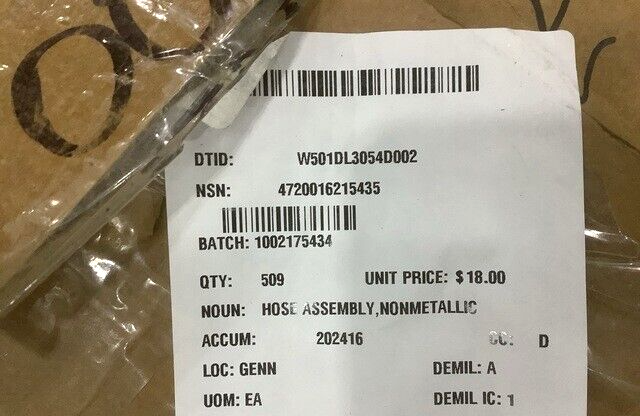 DTID: W501DL3054D002
NSN: 4720016215435
BATCH: 1002175434
QTY: 509 UNIT PRICE: $18.00
NOUN: HOSE ASSEMBLY,NONMETALLIC
ACCUM: 202416 CC: D
LOC: GENN DEMIL: A
UOM: EA DEMIL IC: 1